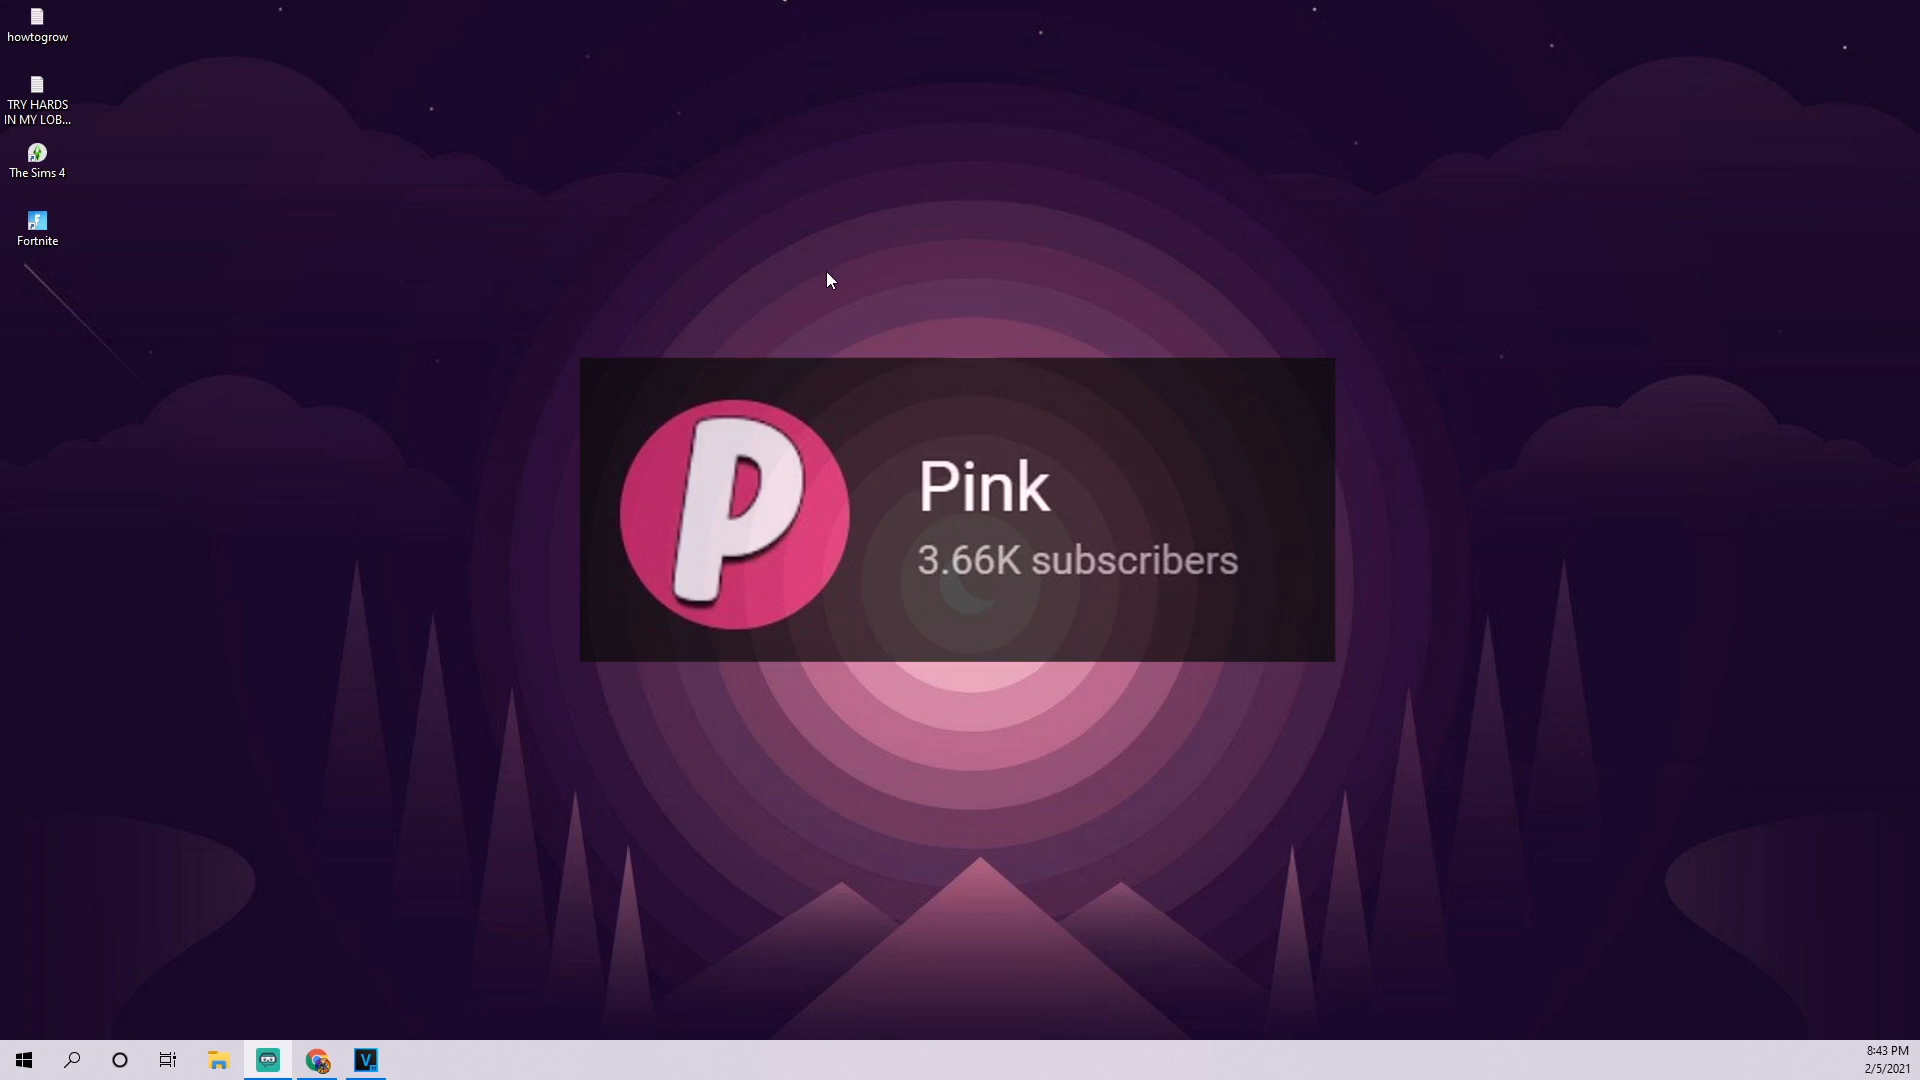 howtogrow
TRY HARDS
IN MY LOB...
The Sims 4
Fortnite
P
Pink
3.66K subscribers
V
8:43 PM
2/5/2021